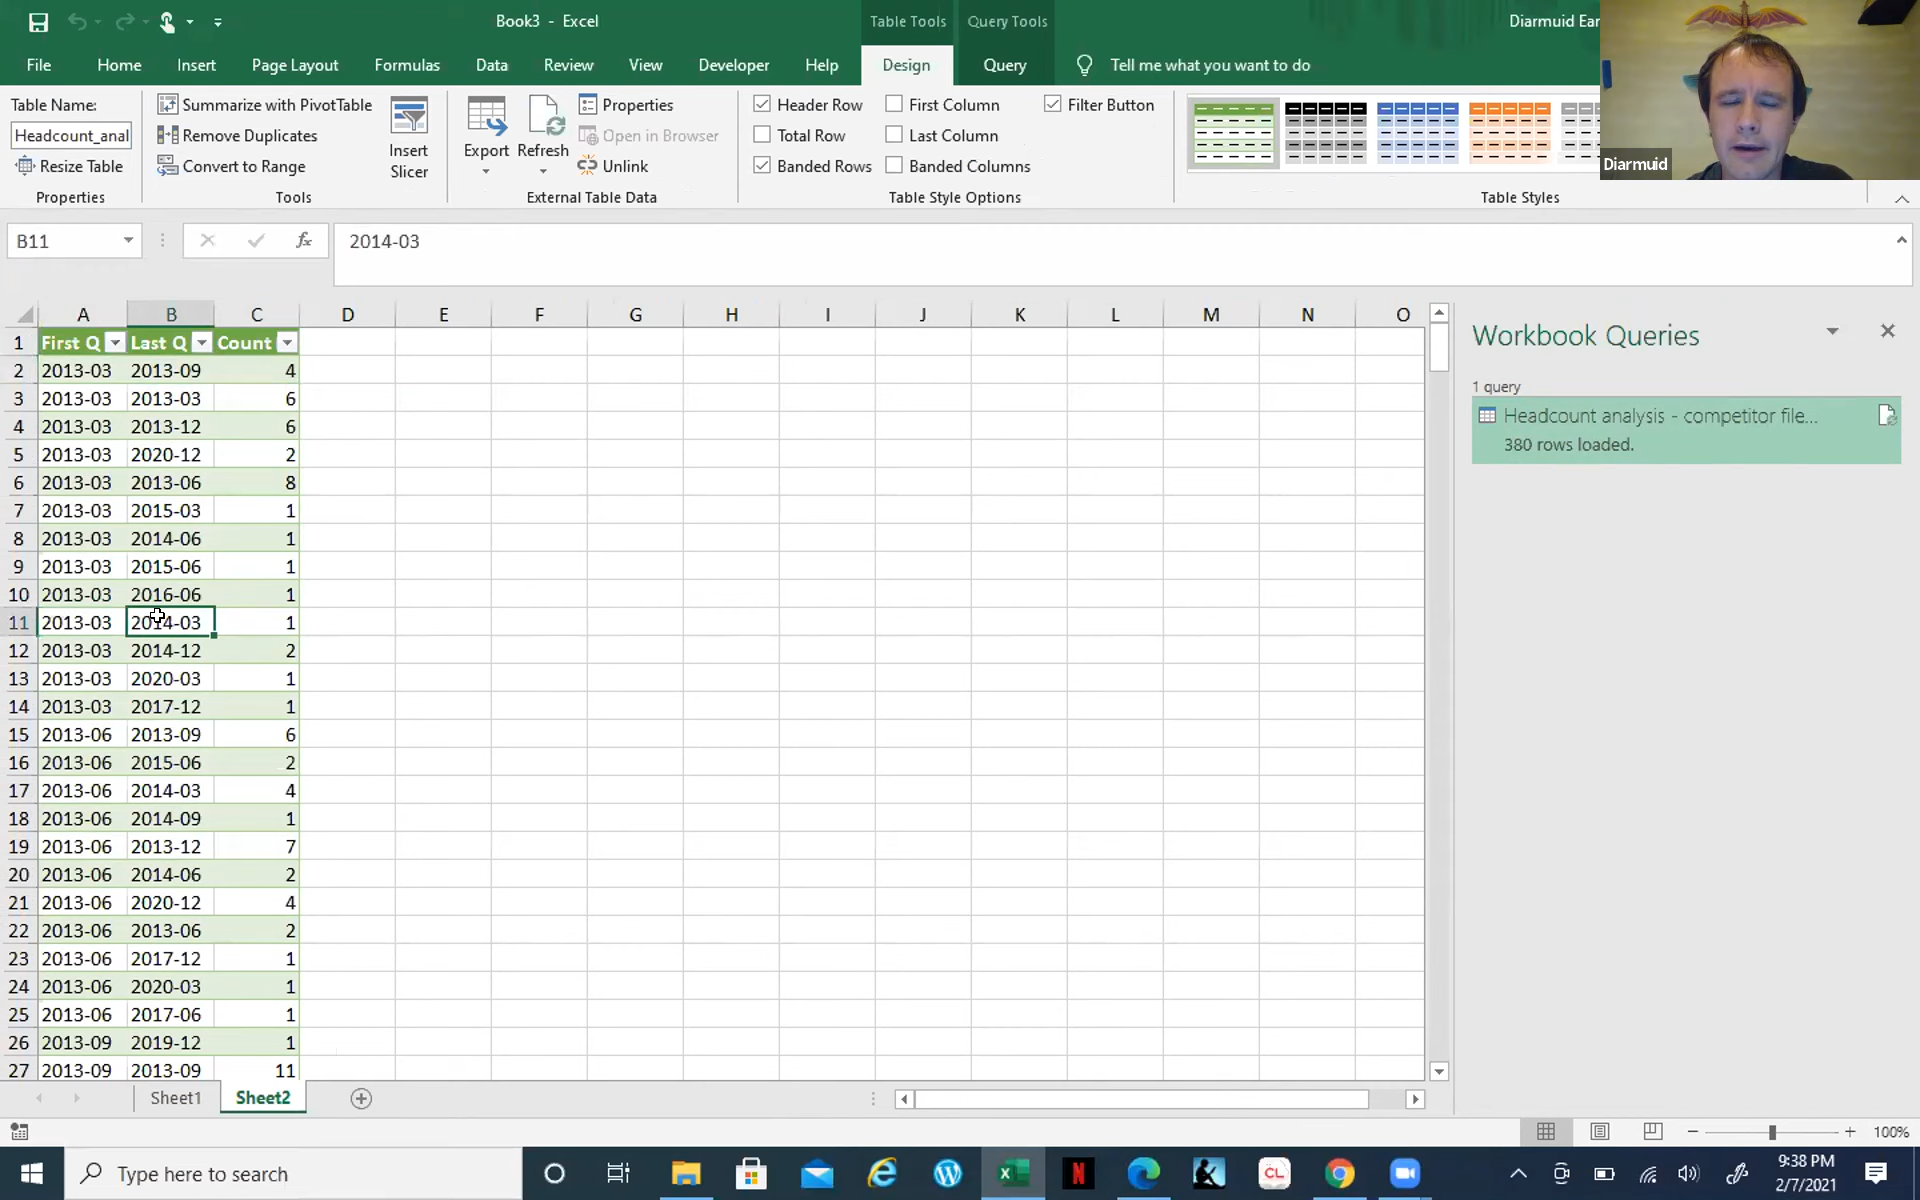 Book3 - Excel
Table Tools
Query Tools
Diarmuid Ear
File
Home
Insert
Page Layout
Formulas
Data
Review
View
Developer
Help
Design
Query
Tell me what you want to do
Table Name:
Headcount_anal
Resize Table
Properties
Summarize with PivotTable
Remove Duplicates
Convert to Range
Tools
Insert
Slicer
Export
Refresh
Properties
Open in Browser
Unlink
External Table Data
Header Row
Total Row
Banded Rows
First Column
Last Column
Banded Columns
Filter Button
Table Style Options
Table Styles
Diarmuid
B11
fx
2014-03
A B C D E F G H I J K L M N O
1 First Q Last Q Count
2 2013-03 2013-09 4
3 2013-03 2013-03 6
4 2013-03 2013-12 6
5 2013-03 2020-12 2
6 2013-03 2013-06 8
7 2013-03 2015-03 1
8 2013-03 2014-06 1
9 2013-03 2015-06 1
10 2013-03 2016-06 1
11 2013-03 2014-03 1
12 2013-03 2014-12 2
13 2013-03 2020-03 1
14 2013-03 2017-12 1
15 2013-06 2013-09 6
16 2013-06 2015-06 2
17 2013-06 2014-03 4
18 2013-06 2014-09 1
19 2013-06 2013-12 7
20 2013-06 2014-06 2
21 2013-06 2020-12 4
22 2013-06 2013-06 2
23 2013-06 2017-12 1
24 2013-06 2020-03 1
25 2013-06 2017-06 1
26 2013-09 2019-12 1
27 2013-09 2013-09 11
Workbook Queries
1 query
Headcount analysis - competitor file...
380 rows loaded.
Sheet1
Sheet2
100%
Type here to search
CL
9:38 PM
2/7/2021